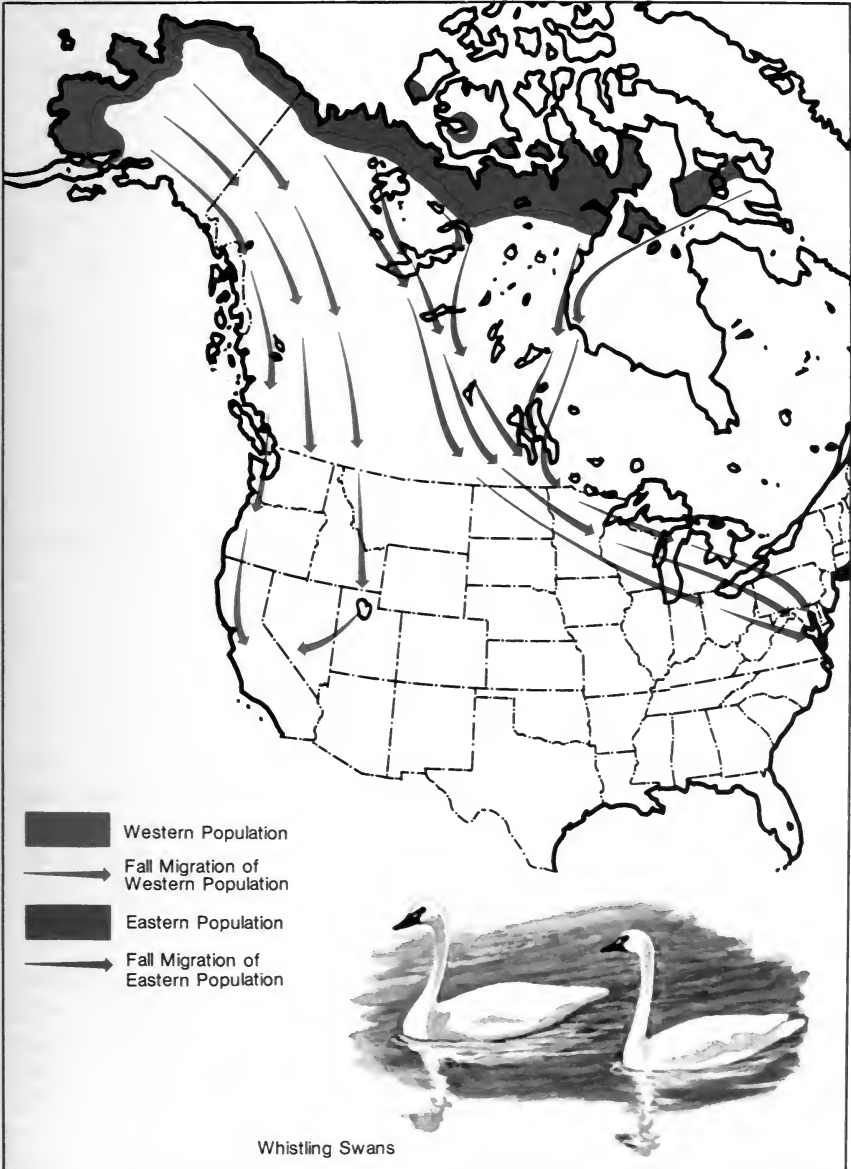 Western Population
Fall Migration of
Western Population
Eastern Population
Fall Migration of
Eastern Population
Whistling Swans